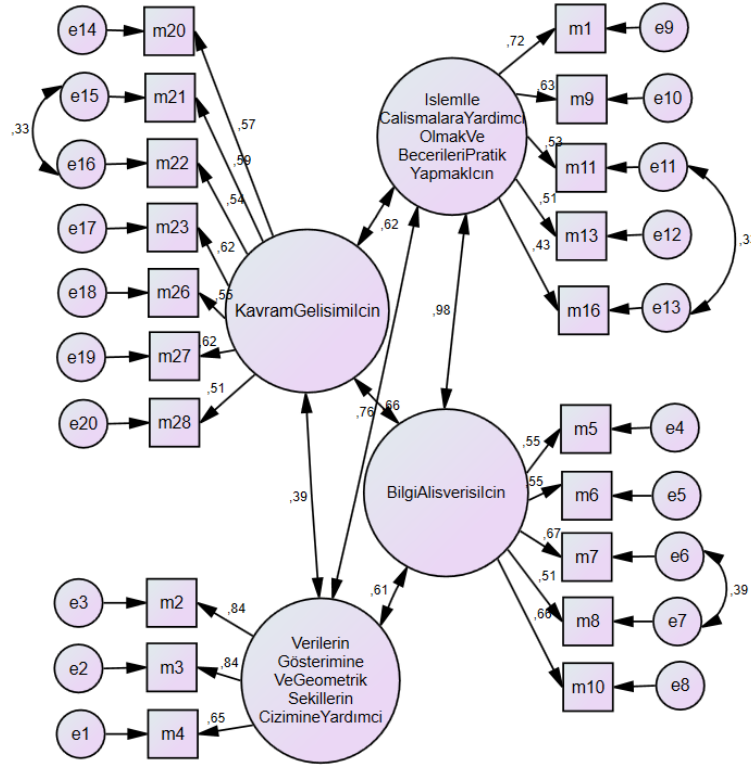 e14
m20
e15
m21
,33
e16
m22
e17
m23
e18
m26
e19
m27
e20
m28
,57
,59
,54
,62
,55
,62
,51
KavramGelisimiIcin
IslemIle
CalismalaraYardımcı
OlmakVe
BecerileriPratik
YapmakIcın
,72
,63
,53
,51
,43
m1
e9
m9
e10
m11
e11
m13
e12
m16
e13
,62
,98
,76
,66
,39
,61
BilgiAlisverisiIcin
,55
,55
,67
,51
,66
m5
e4
m6
e5
m7
e6
m8
e7
,39
m10
e8
e3
m2
e2
m3
e1
m4
,84
,84
,65
Verilerin
Gösterimine
VeGeometrik
Sekillerin
CizimineYardımci